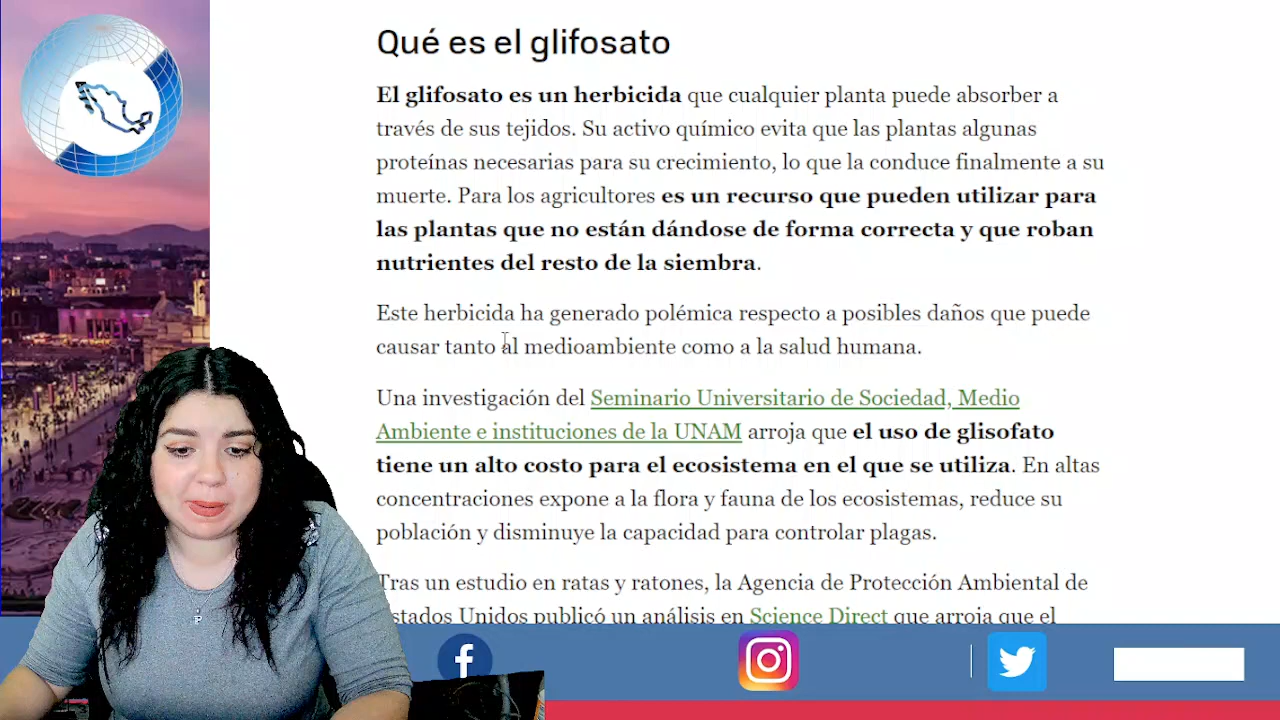 Qué es el glifosato
El glifosato es un herbicida que cualquier planta puede absorber a
través de sus tejidos. Su activo químico evita que las plantas algunas
proteínas necesarias para su crecimiento, lo que la conduce finalmente a su
muerte. Para los agricultores es un recurso que pueden utilizar para
las plantas que no están dándose de forma correcta y que roban
nutrientes del resto de la siembra.
Este herbicida ha generado polémica respecto a posibles daños que puede
causar tanto al medioambiente como a la salud humana.
Una investigación del Seminario Universitario de Sociedad, Medio
Ambiente e instituciones de la UNAM arroja que el uso de glisofato
tiene un alto costo para el ecosistema en el que se utiliza. En altas
concentraciones expone a la flora y fauna de los ecosistemas, reduce su
población y disminuye la capacidad para controlar plagas.
Tras un estudio en ratas y ratones, la Agencia de Protección Ambiental de
Estados Unidos publicó un análisis en Science Direct que arroja que el